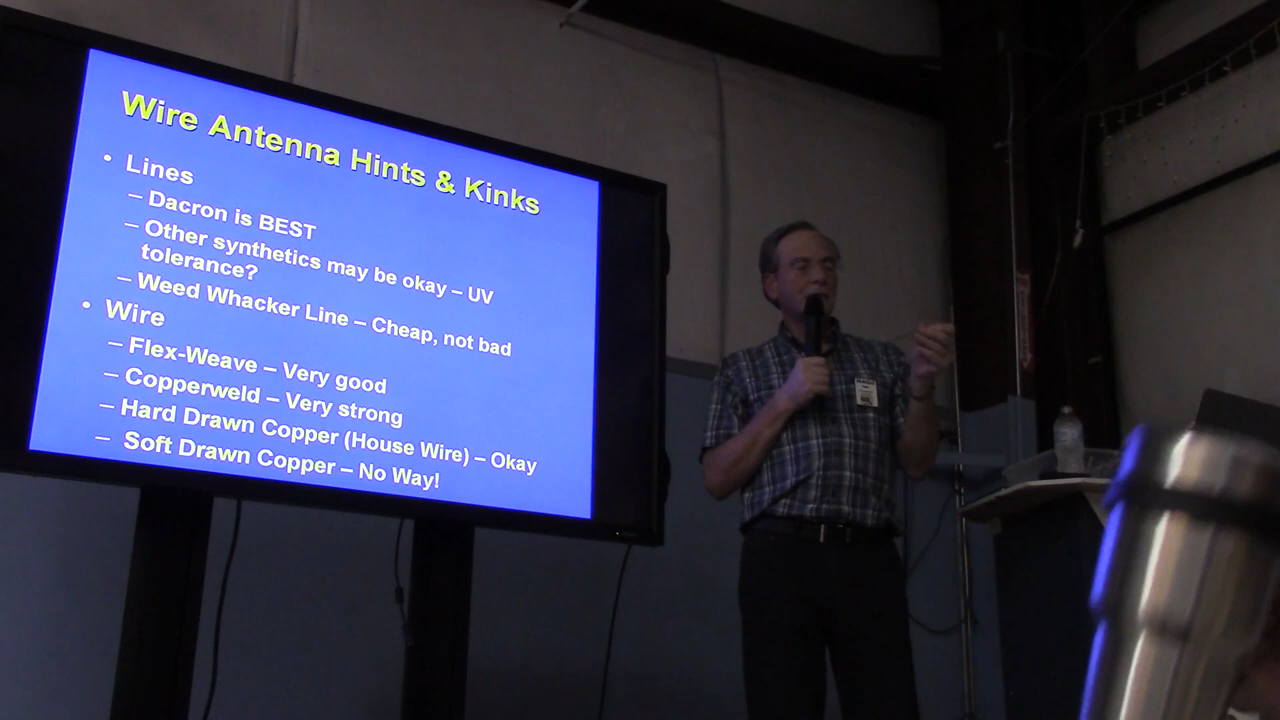 Wire Antenna Hints & Kinks
• Lines
– Dacron is BEST
– Other synthetics may be okay – UV
tolerance?
– Weed Whacker Line – Cheap, not bad
• Wire
– Flex-Weave – Very good
– Copperweld – Very strong
– Hard Drawn Copper (House Wire) – Okay
– Soft Drawn Copper – No Way!